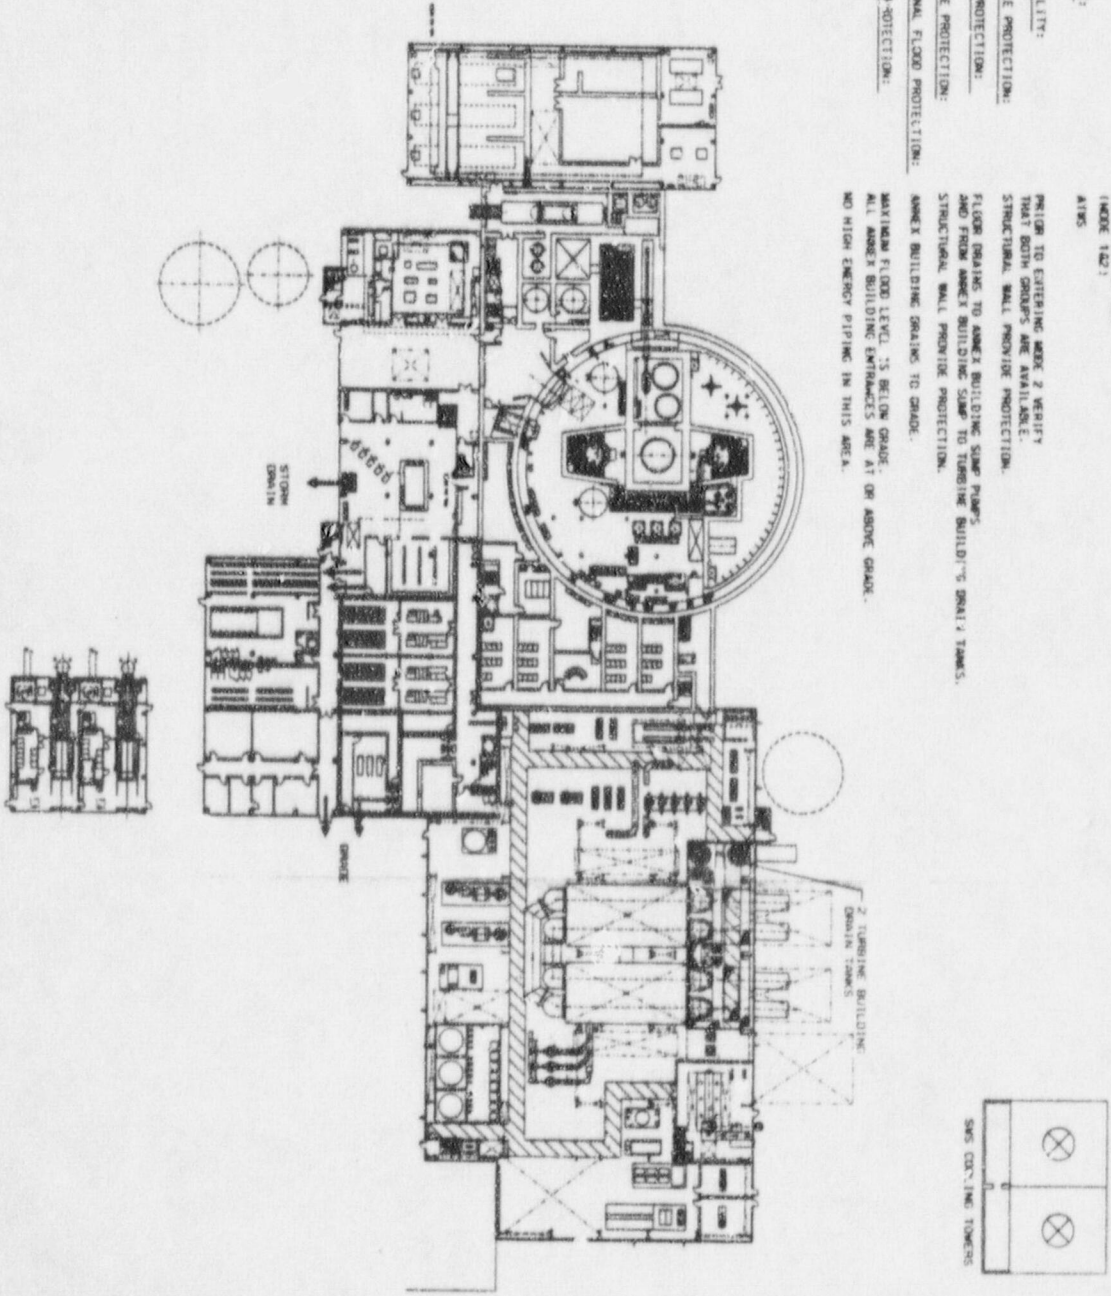 (MODE 1&2):
ATWS
LITY:
PRIOR TO ENTERING MODE 2 VERIFY
THAT BOTH GROUPS ARE AVAILABLE.
E PROTECTION:
STRUCTURAL WALL PROVIDE PROTECTION.
PROTECTION:
FLOOR DRAINS TO ANNEX BUILDING SUMP PUMPS
AND FROM ANNEX BUILDING SUMP TO TURBINE BUILDING DRAIN TANKS.
E PROTECTION:
STRUCTURAL WALL PROVIDE PROTECTION.
NAL FLOOD PROTECTION:
ANNEX BUILDING DRAINS TO GRADE.
MAXIMUM FLOOD LEVEL IS BELOW GRADE.
ALL ANNEX BUILDING ENTRANCES ARE AT OR ABOVE GRADE.
ROTECTION:
NO HIGH ENERGY PIPING IN THIS AREA.
STORM
DRAIN
GRADE
2 TURBINE BUILDING
DRAIN TANKS
SWS COOLING TOWERS